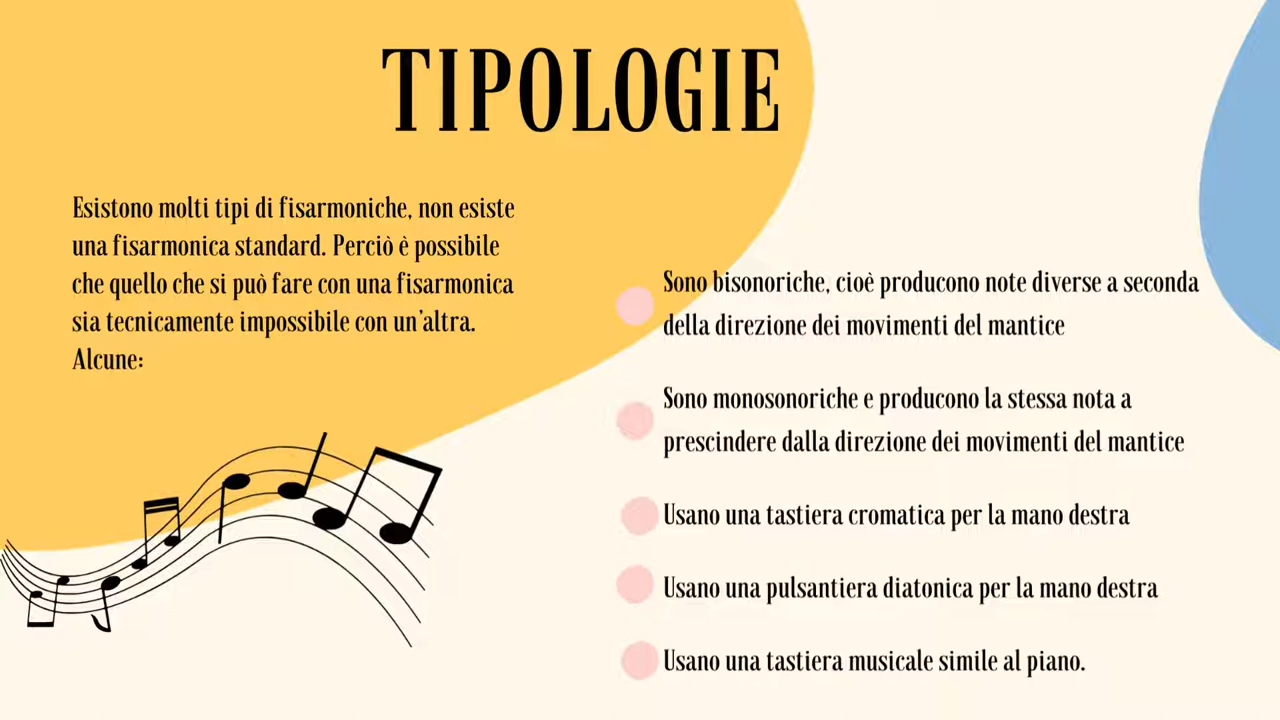 TIPOLOGIE
Esistono molti tipi di fisarmoniche, non esiste
una fisarmonica standard. Perciò è possibile
che quello che si può fare con una fisarmonica
sia tecnicamente impossibile con un'altra.
Alcune:
Sono bisonoriche, cioè producono note diverse a seconda
della direzione dei movimenti del mantice
Sono monosonoriche e producono la stessa nota a
prescindere dalla direzione dei movimenti del mantice
Usano una tastiera cromatica per la mano destra
Usano una pulsantiera diatonica per la mano destra
Usano una tastiera musicale simile al piano.